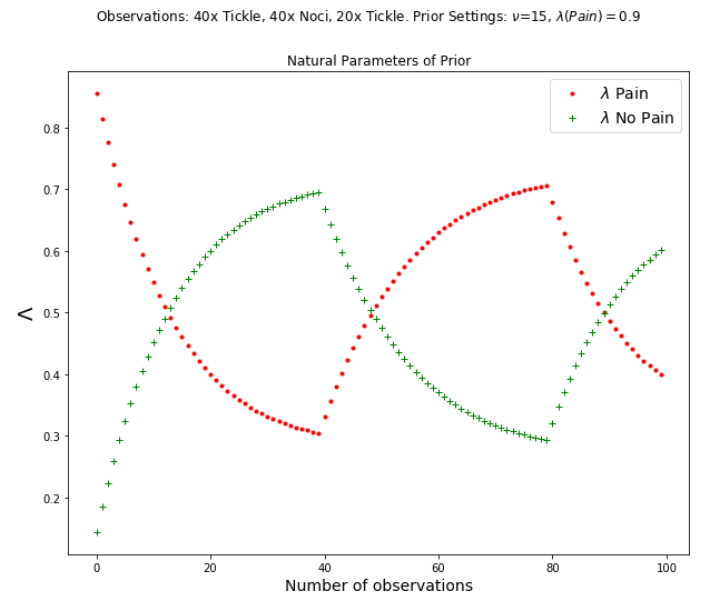 Observations: 40x Tickle, 40x Noci, 20x Tickle. Prior Settings: ν=15, λ(Pain) = 0.9
Natural Parameters of Prior
λ Pain
λ No Pain
0.8
0.7
0.6
0.5
0.4
0.3
0.2
Λ
0 20 40 60 80 100
Number of observations